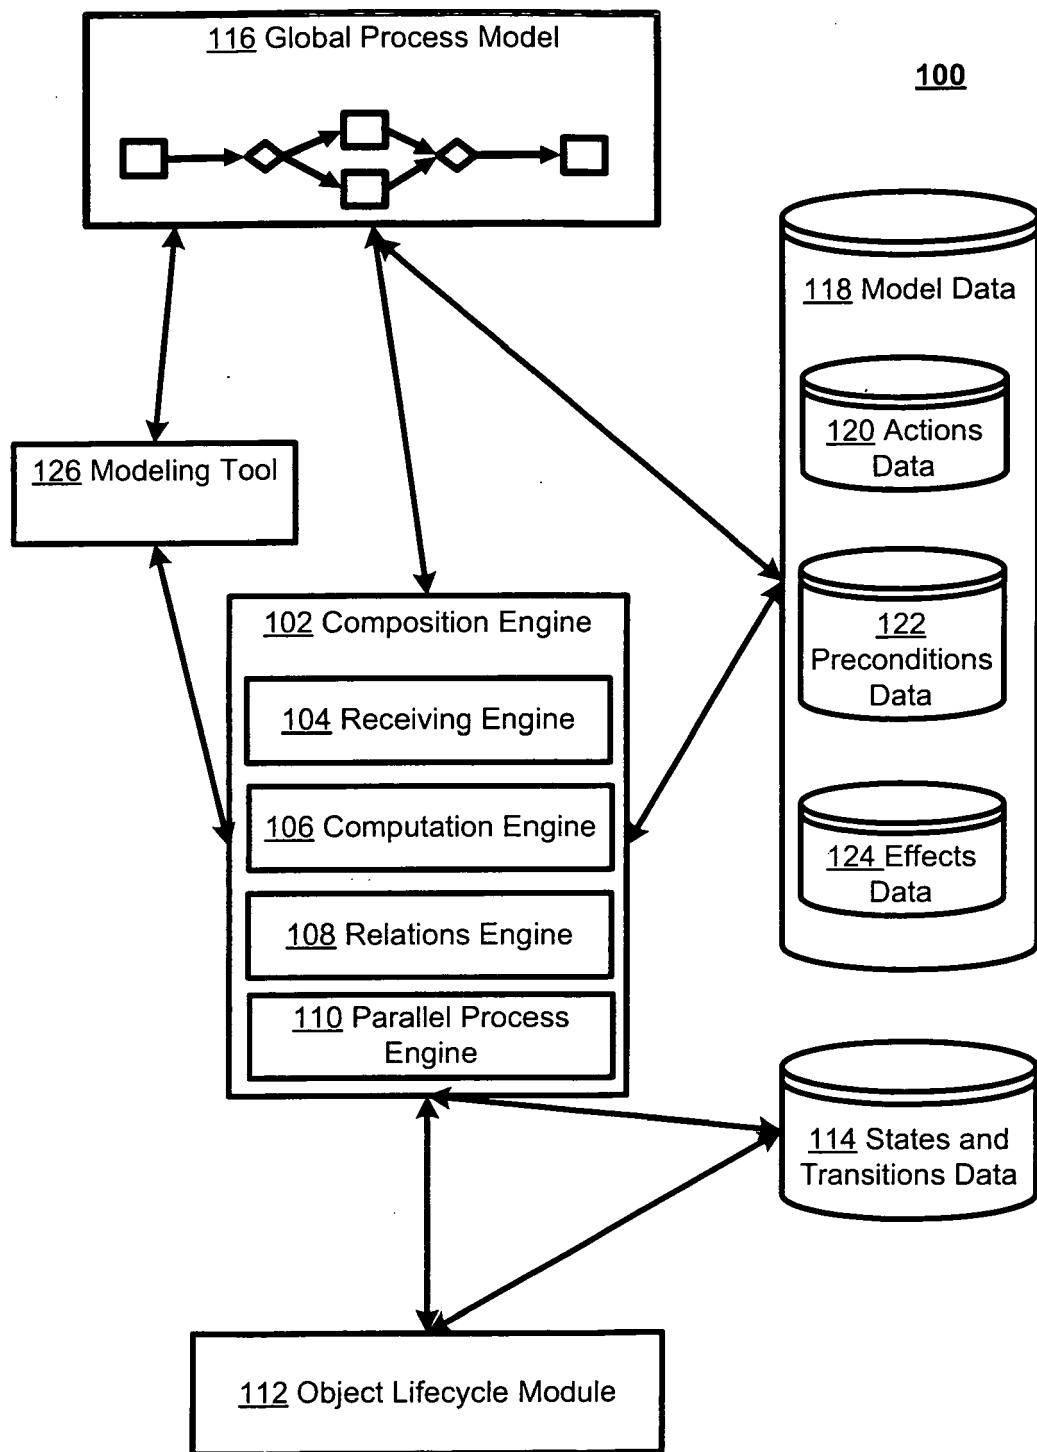 116 Global Process Model
100
118 Model Data
120 Actions
Data
126 Modeling Tool
122
Preconditions
Data
102 Composition Engine
104 Receiving Engine
106 Computation Engine
124 Effects
Data
108 Relations Engine
110 Parallel Process
Engine
114 States and
Transitions Data
112 Object Lifecycle Module